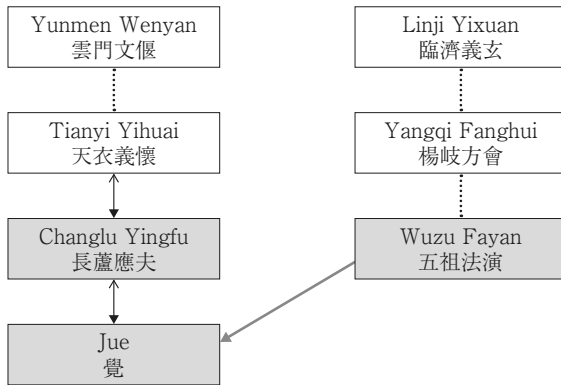 Yunmen Wenyan
雲門文偃
Linji Yixuan
臨濟義玄
Tianyi Yihuai
天衣義懷
Yangqi Fanghui
楊岐方會
Changlu Yingfu
長蘆應夫
Wuzu Fayan
五祖法演
Jue
覺